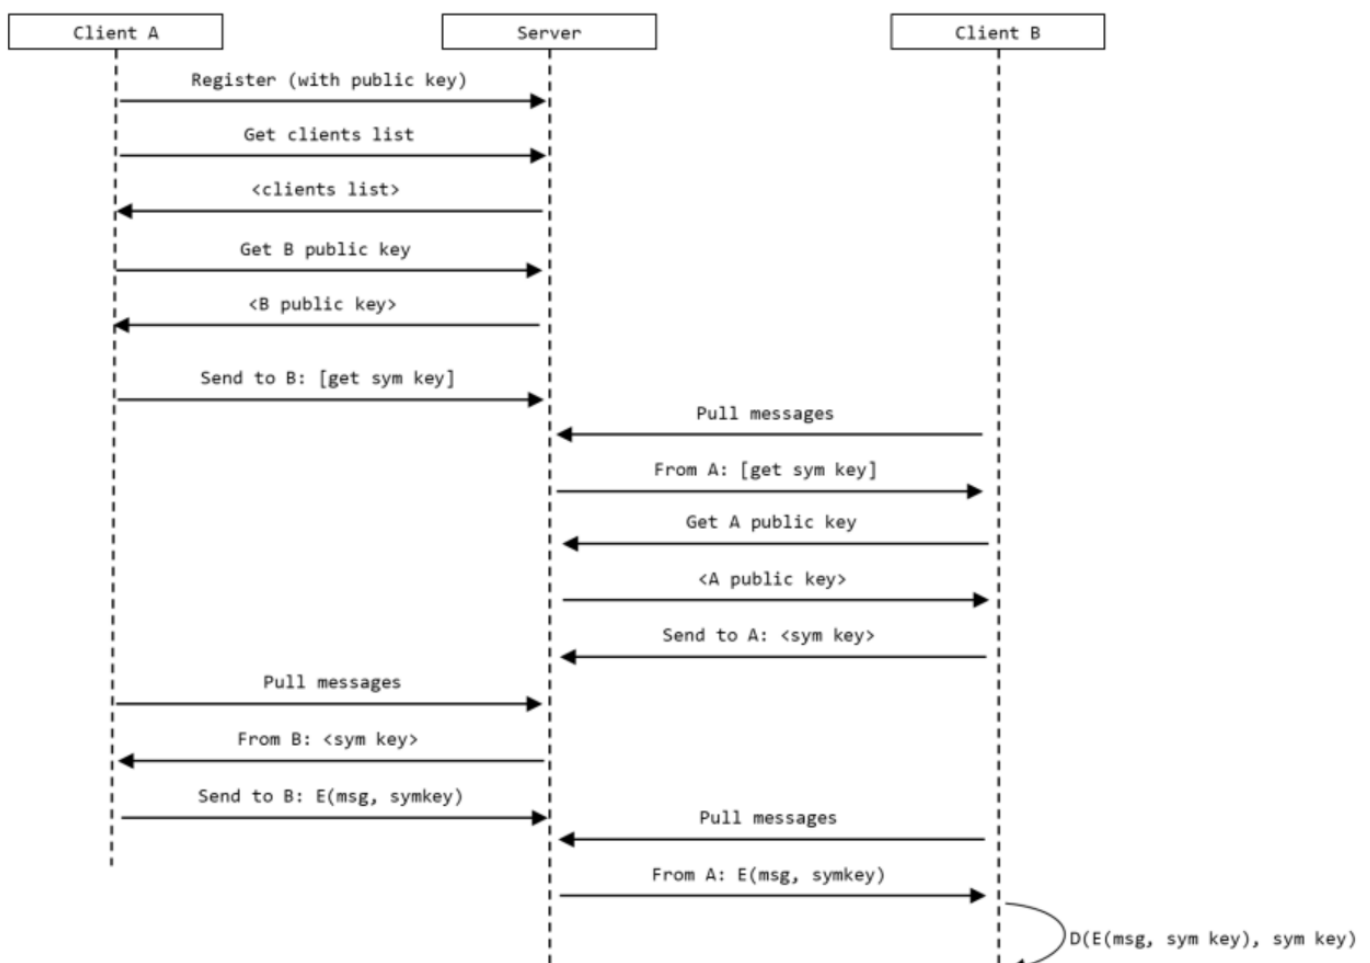 Client A
Server
Client B
Register (with public key)
Get clients list
<clients list>
Get B public key
<B public key>
Send to B: [get sym key]
Pull messages
From A: [get sym key]
Get A public key
<A public key>
Send to A: <sym key>
Pull messages
From B: <sym key>
Send to B: E(msg, symkey)
Pull messages
From A: E(msg, symkey)
D(E(msg, sym key), sym key)